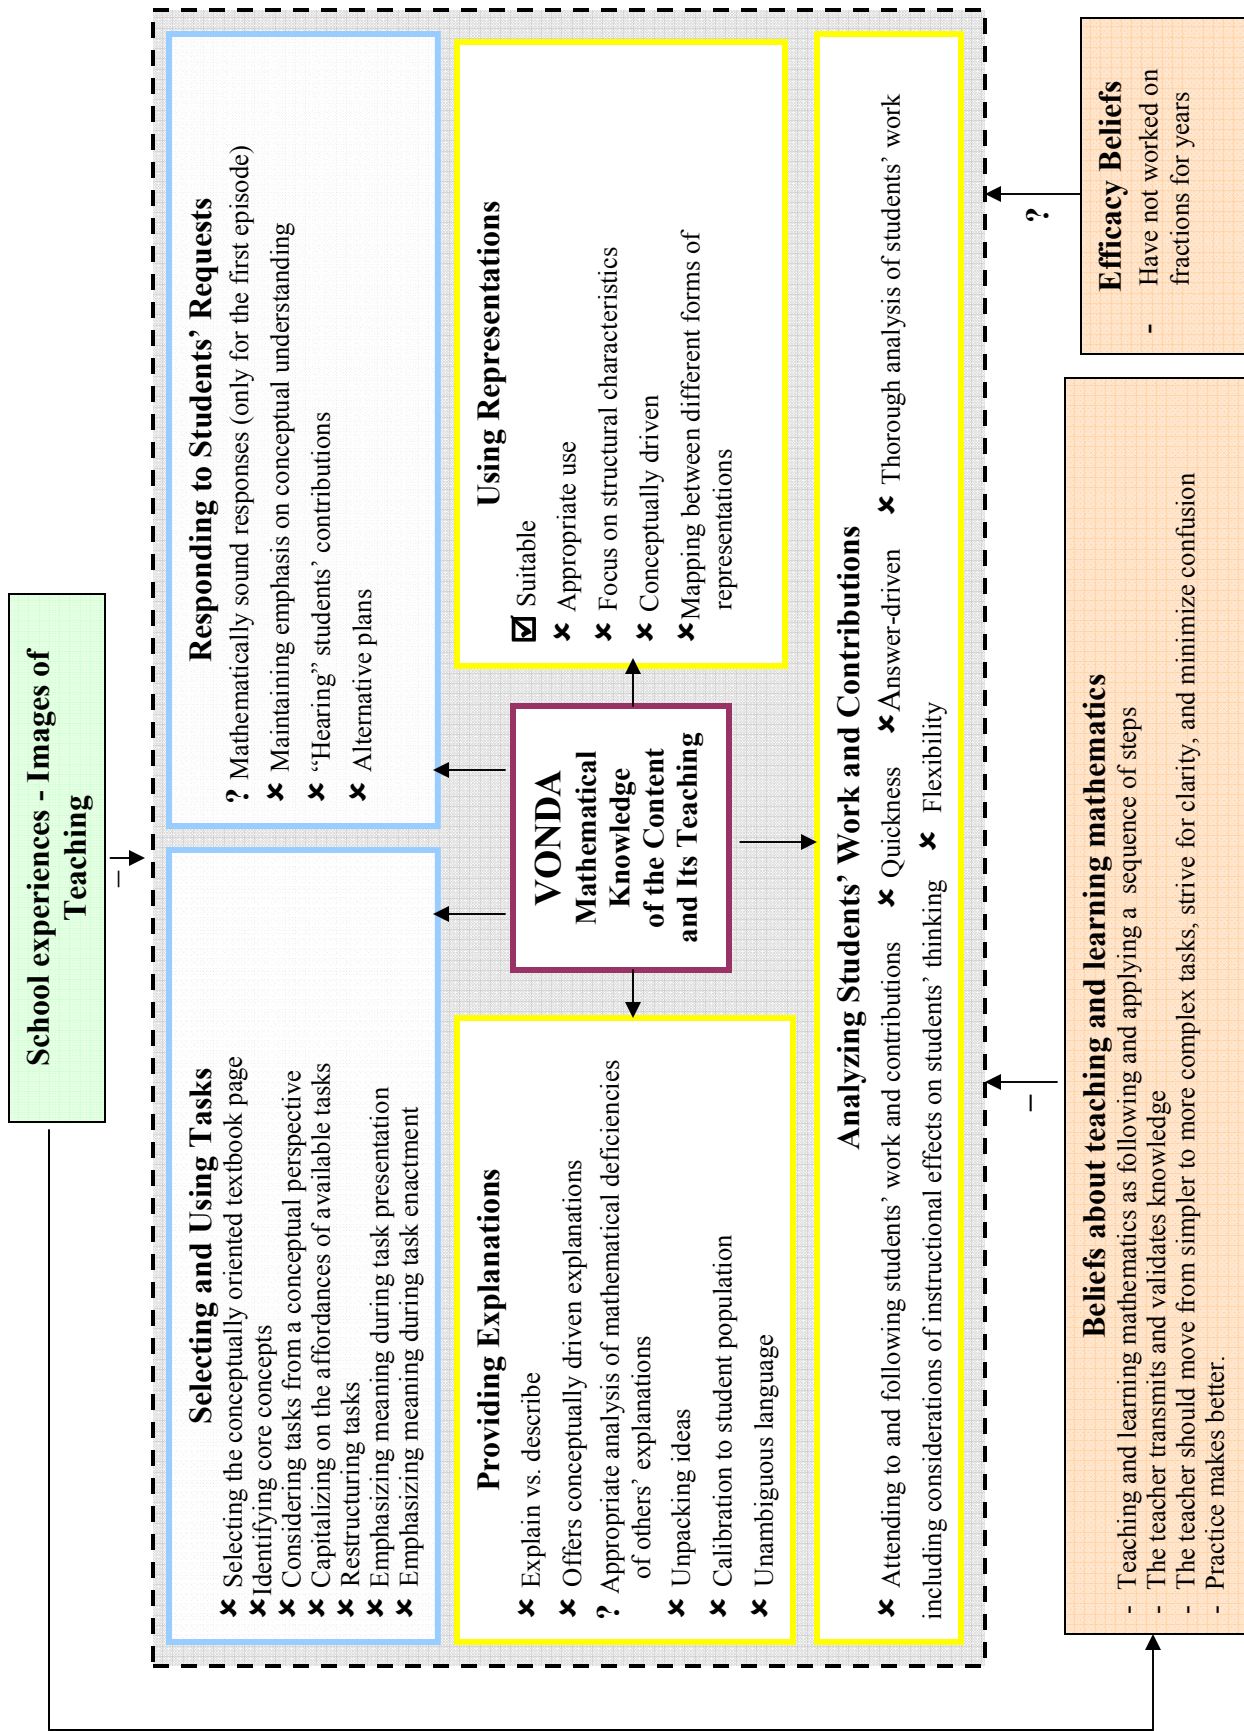 School experiences - Images of
Teaching
–
Selecting and Using Tasks
✘ Selecting the conceptually oriented textbook page
✘Identifying core concepts
✘ Considering tasks from a conceptual perspective
✘ Capitalizing on the affordances of available tasks
✘ Restructuring tasks
✘ Emphasizing meaning during task presentation
✘ Emphasizing meaning during task enactment
Responding to Students’ Requests
? Mathematically sound responses (only for the first episode)
✘ Maintaining emphasis on conceptual understanding
✘ “Hearing” students’ contributions
✘ Alternative plans
Providing Explanations
✘ Explain vs. describe
✘ Offers conceptually driven explanations
? Appropriate analysis of mathematical deficiencies
of others’ explanations
✘ Unpacking ideas
✘ Calibration to student population
✘ Unambiguous language
VONDA
Mathematical
Knowledge
of the Content
and Its Teaching
Using Representations
☑ Suitable
✘ Appropriate use
✘ Focus on structural characteristics
✘ Conceptually driven
✘Mapping between different forms of
representations
Analyzing Students’ Work and Contributions
✘ Attending to and following students’ work and contributions ✘ Quickness ✘Answer-driven ✘ Thorough analysis of students’ work
including considerations of instructional effects on students’ thinking ✘ Flexibility
–
?
Beliefs about teaching and learning mathematics
- Teaching and learning mathematics as following and applying a sequence of steps
- The teacher transmits and validates knowledge
- The teacher should move from simpler to more complex tasks, strive for clarity, and minimize confusion
- Practice makes better.
Efficacy Beliefs
- Have not worked on
fractions for years